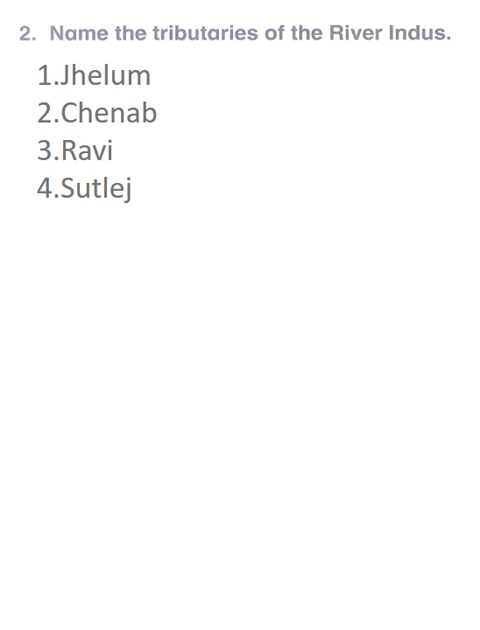 2. Name the tributaries of the River Indus.
1.Jhelum
2.Chenab
3.Ravi
4.Sutlej